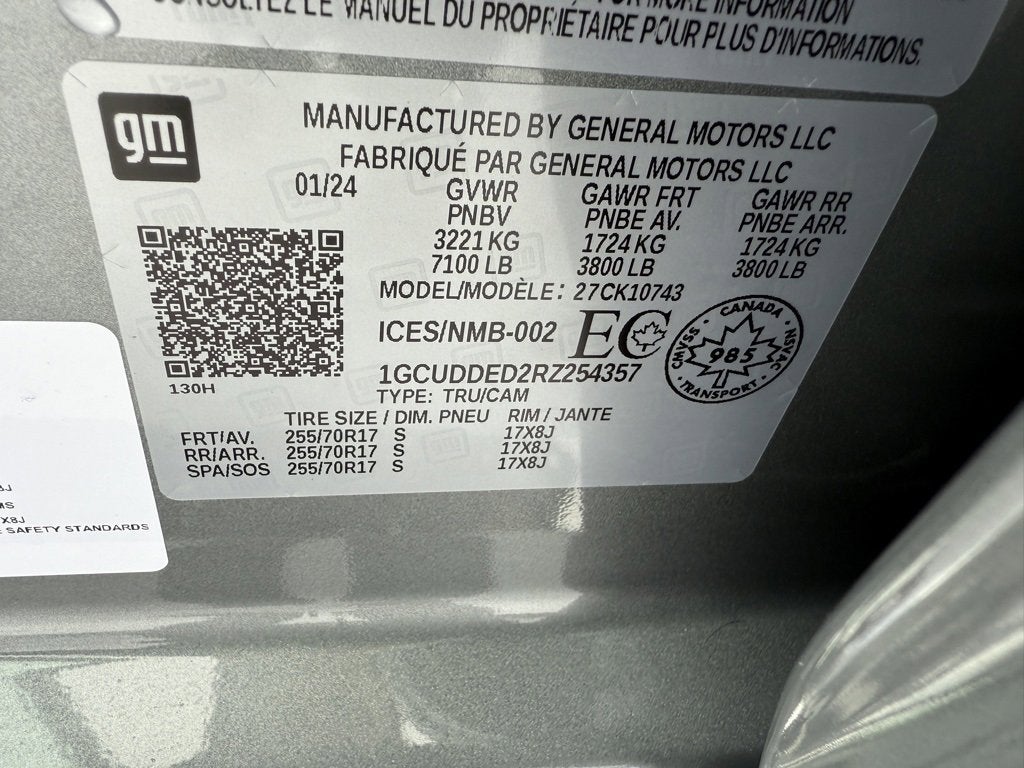 FOR MORE INFORMATION
CONSULTEZ LE MANUEL DU PROPRIETAIRE POUR PLUS D'INFORMATIONS.
gm
MANUFACTURED BY GENERAL MOTORS LLC
FABRIQUÉ PAR GENERAL MOTORS LLC
01/24 GVWR GAWR FRT GAWR RR
PNBV PNBE AV. PNBE ARR.
3221 KG 1724 KG 1724 KG
7100 LB 3800 LB 3800 LB
MODEL/MODÈLE: 27CK10743
ICES/NMB-002 EC
CANADA
CMVSS · NSVAC
985
TRANSPORT
1GCUDDED2RZ254357
130H
TYPE: TRU/CAM
TIRE SIZE / DIM. PNEU RIM / JANTE
FRT/AV. 255/70R17 S 17X8J
RR/ARR. 255/70R17 S 17X8J
SPA/SOS 255/70R17 S 17X8J
SAFETY STANDARDS